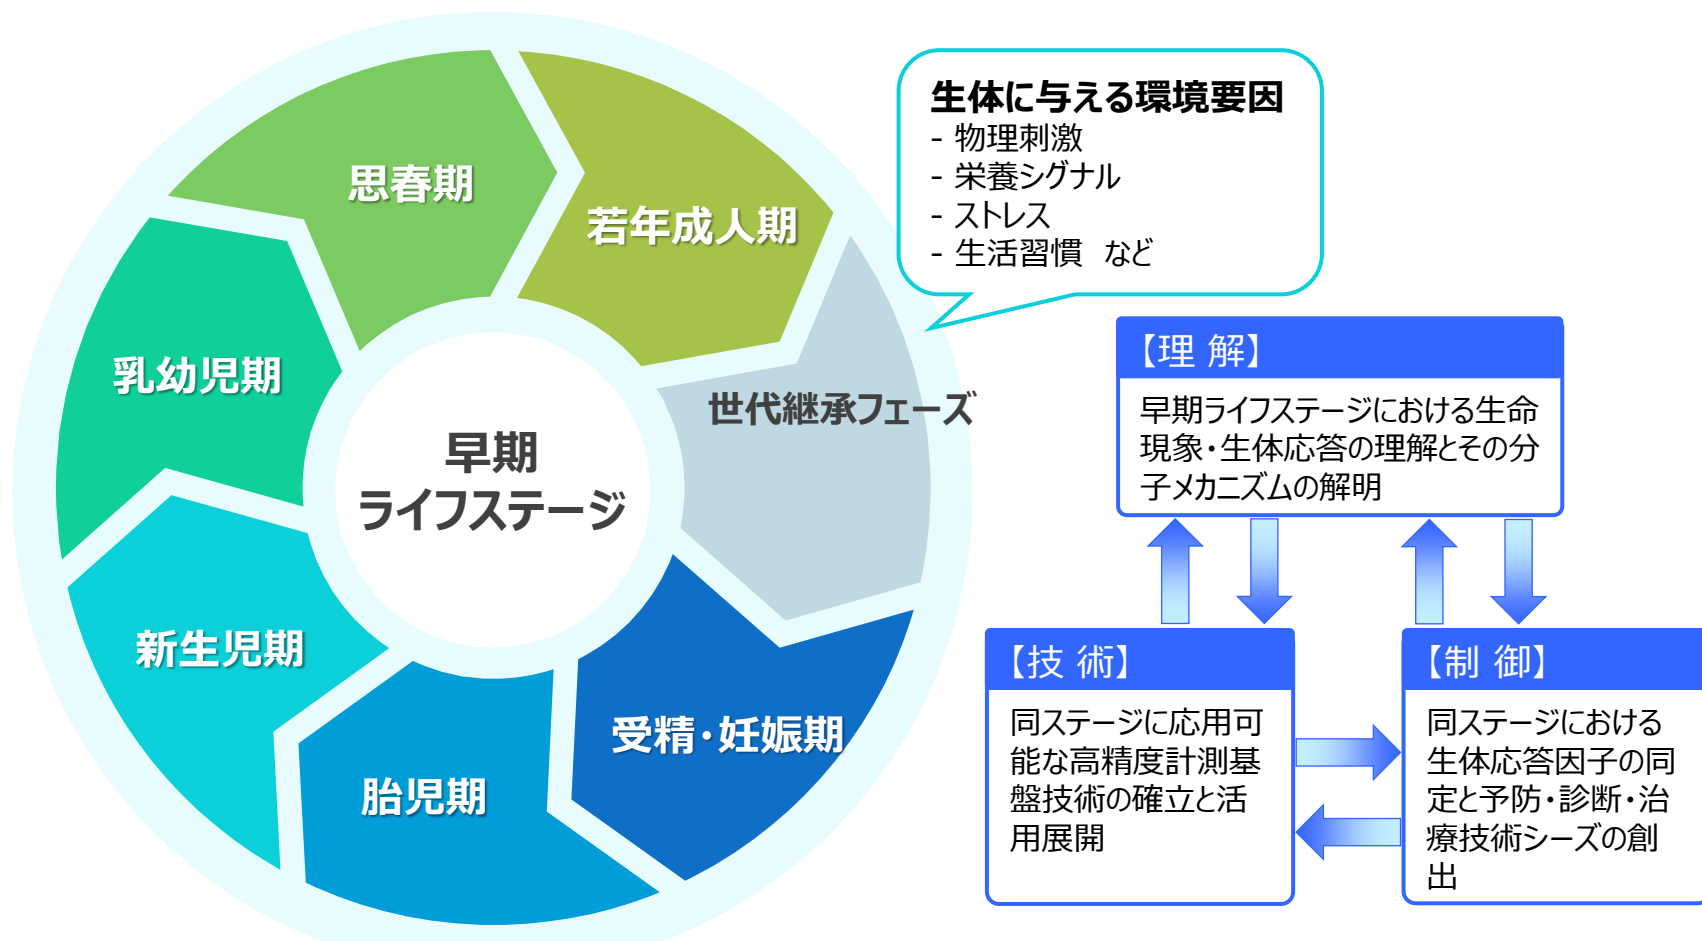 思春期
若年成人期
乳幼児期
世代継承フェーズ
早期
ライフステージ
新生児期
受精・妊娠期
胎児期
生体に与える環境要因
- 物理刺激
- 栄養シグナル
- ストレス
- 生活習慣　など
【理 解】
早期ライフステージにおける生命
現象・生体応答の理解とその分
子メカニズムの解明
【技 術】
同ステージに応用可
能な高精度計測基
盤技術の確立と活
用展開
【制 御】
同ステージにおける
生体応答因子の同
定と予防・診断・治
療技術シーズの創
出